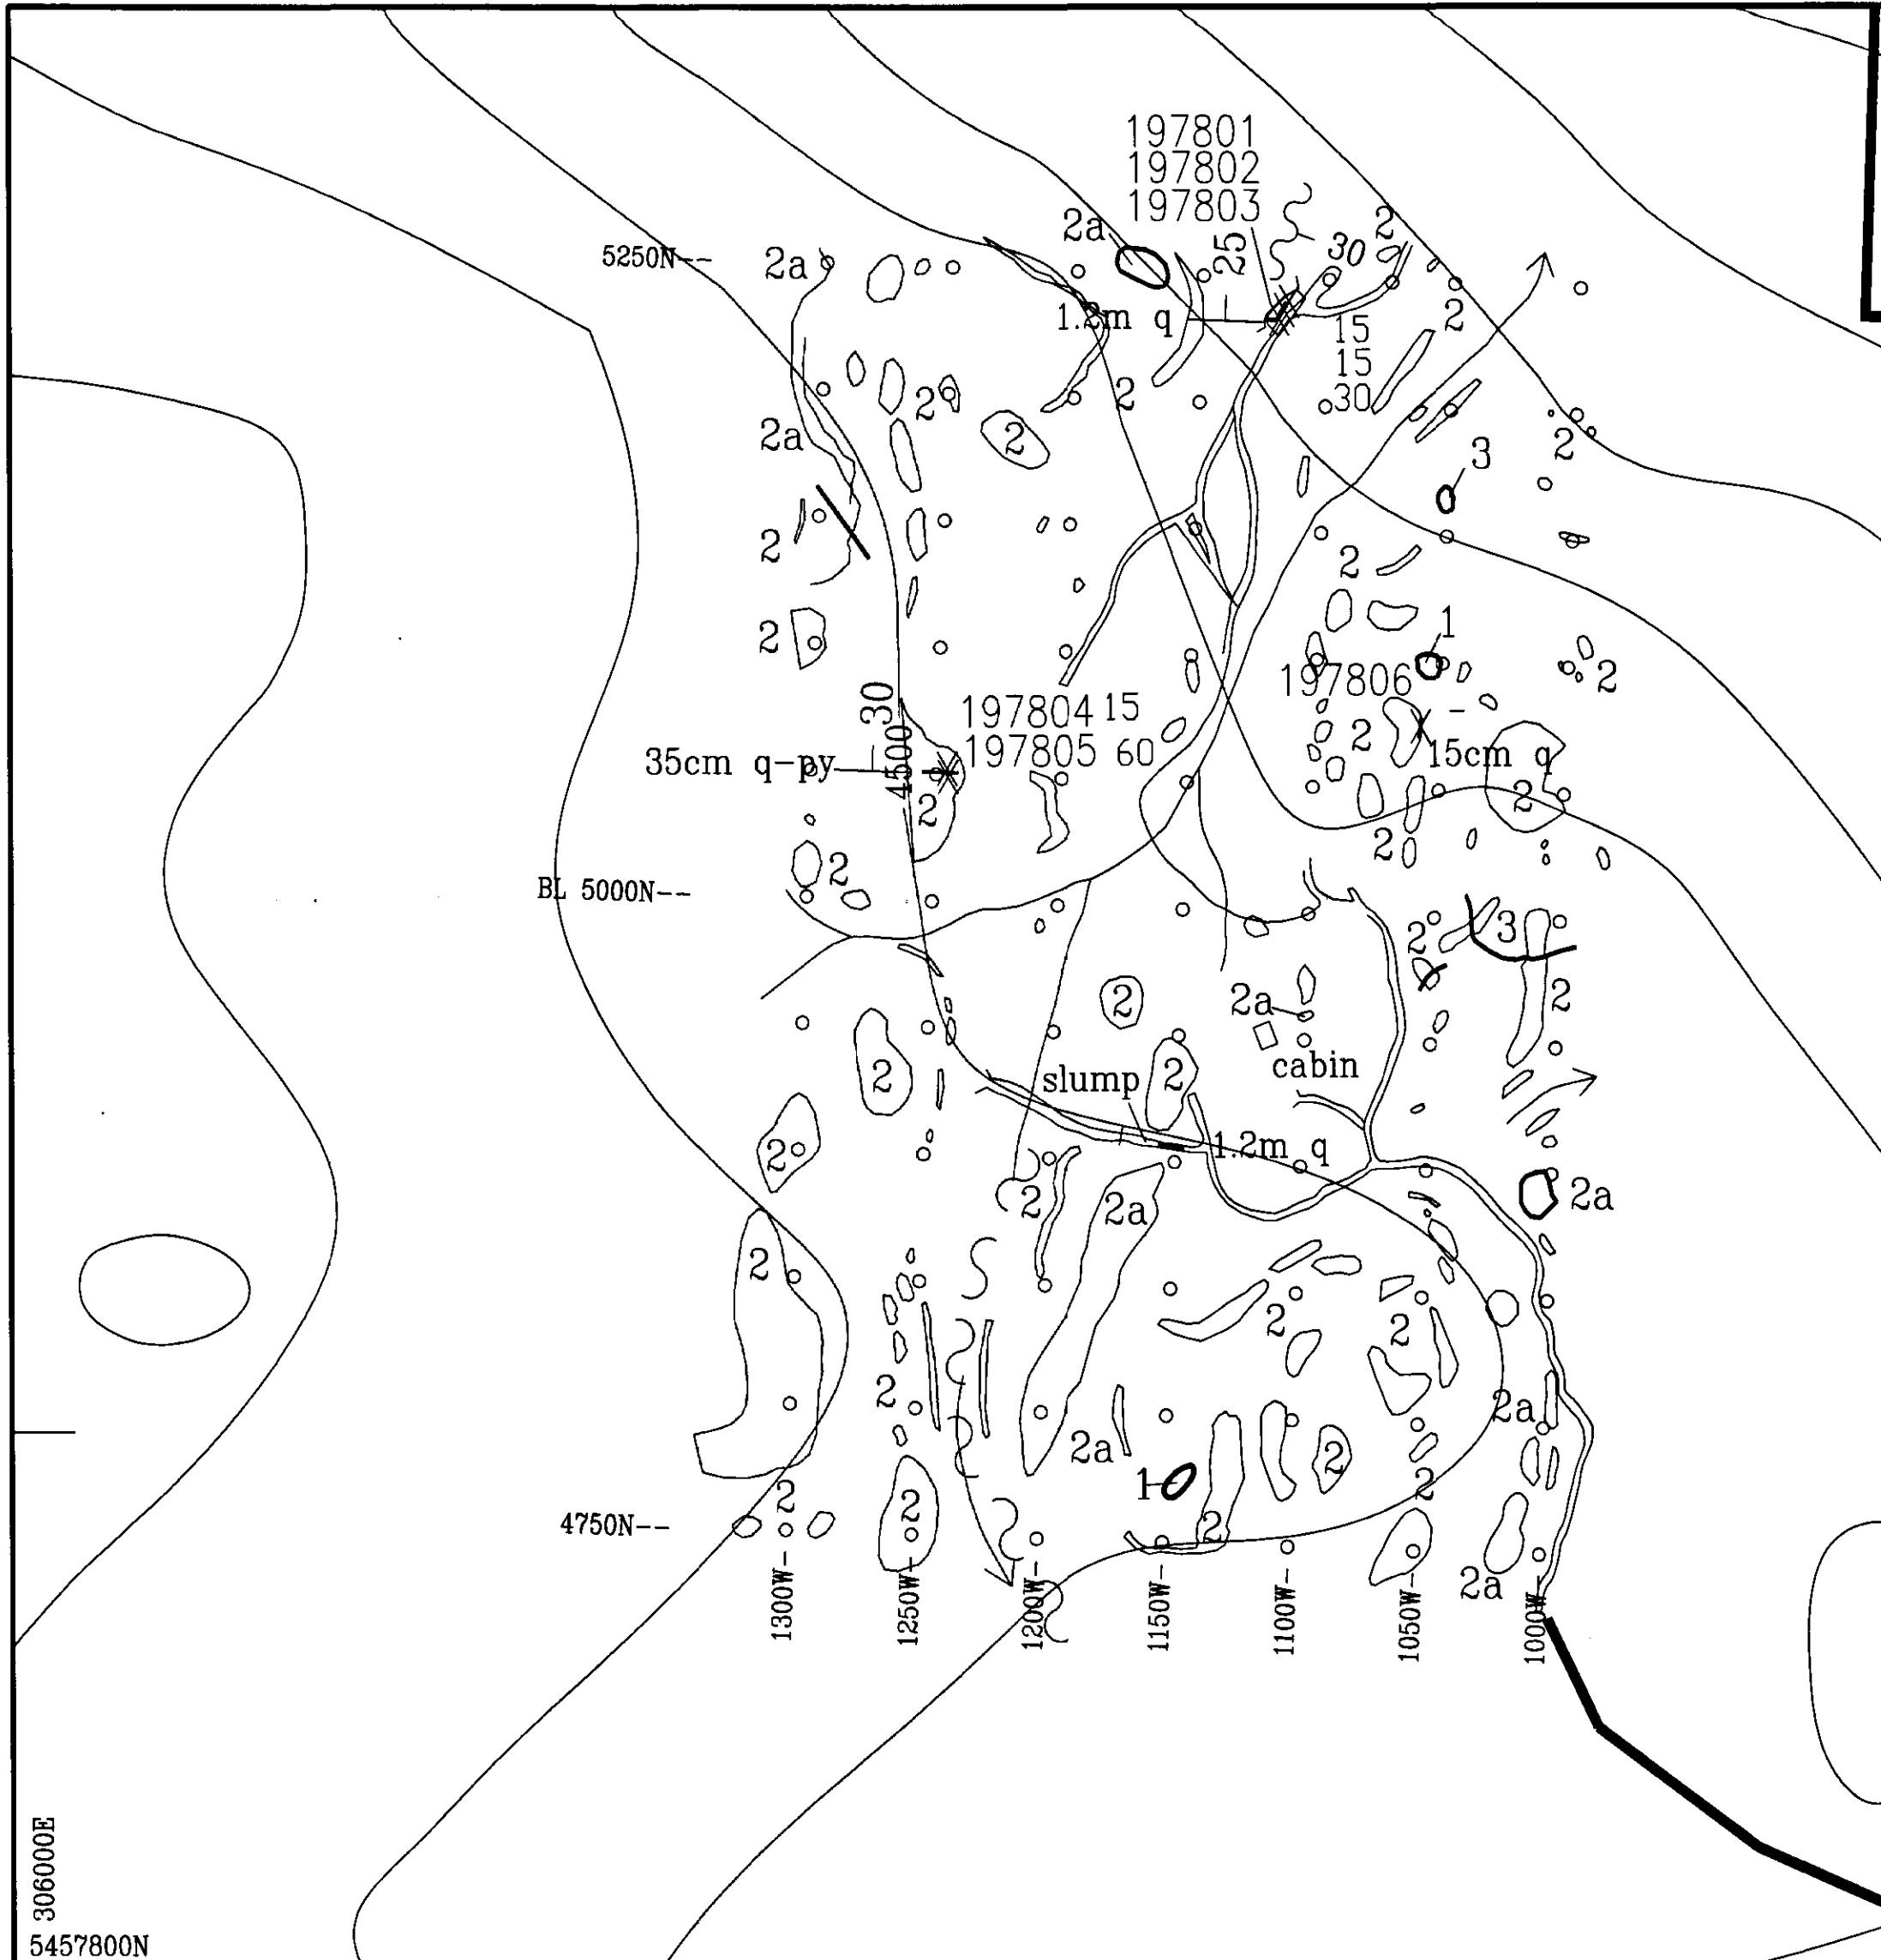 197801
197802
197803
2a
2
25
30
5250N--
2a
1.2m q
2
15
15
30
2
2
2a
2
2
3
2
2
1
2
2
197806
30
197804 15
197805 60
-
2
35cm q-py
4500
15cm q
2
2
2
2
BL 5000N--
2
3
2
2a
2
2
2
slump
cabin
2
2
1.2m q
2
2a
2a
2
2
2
2
2a
2a
2
1
2
2
2
2
4750N--
2a
1300W-
1250W-
1200W-
1150W-
1100W-
1050W-
1000W-
306000E
5457800N